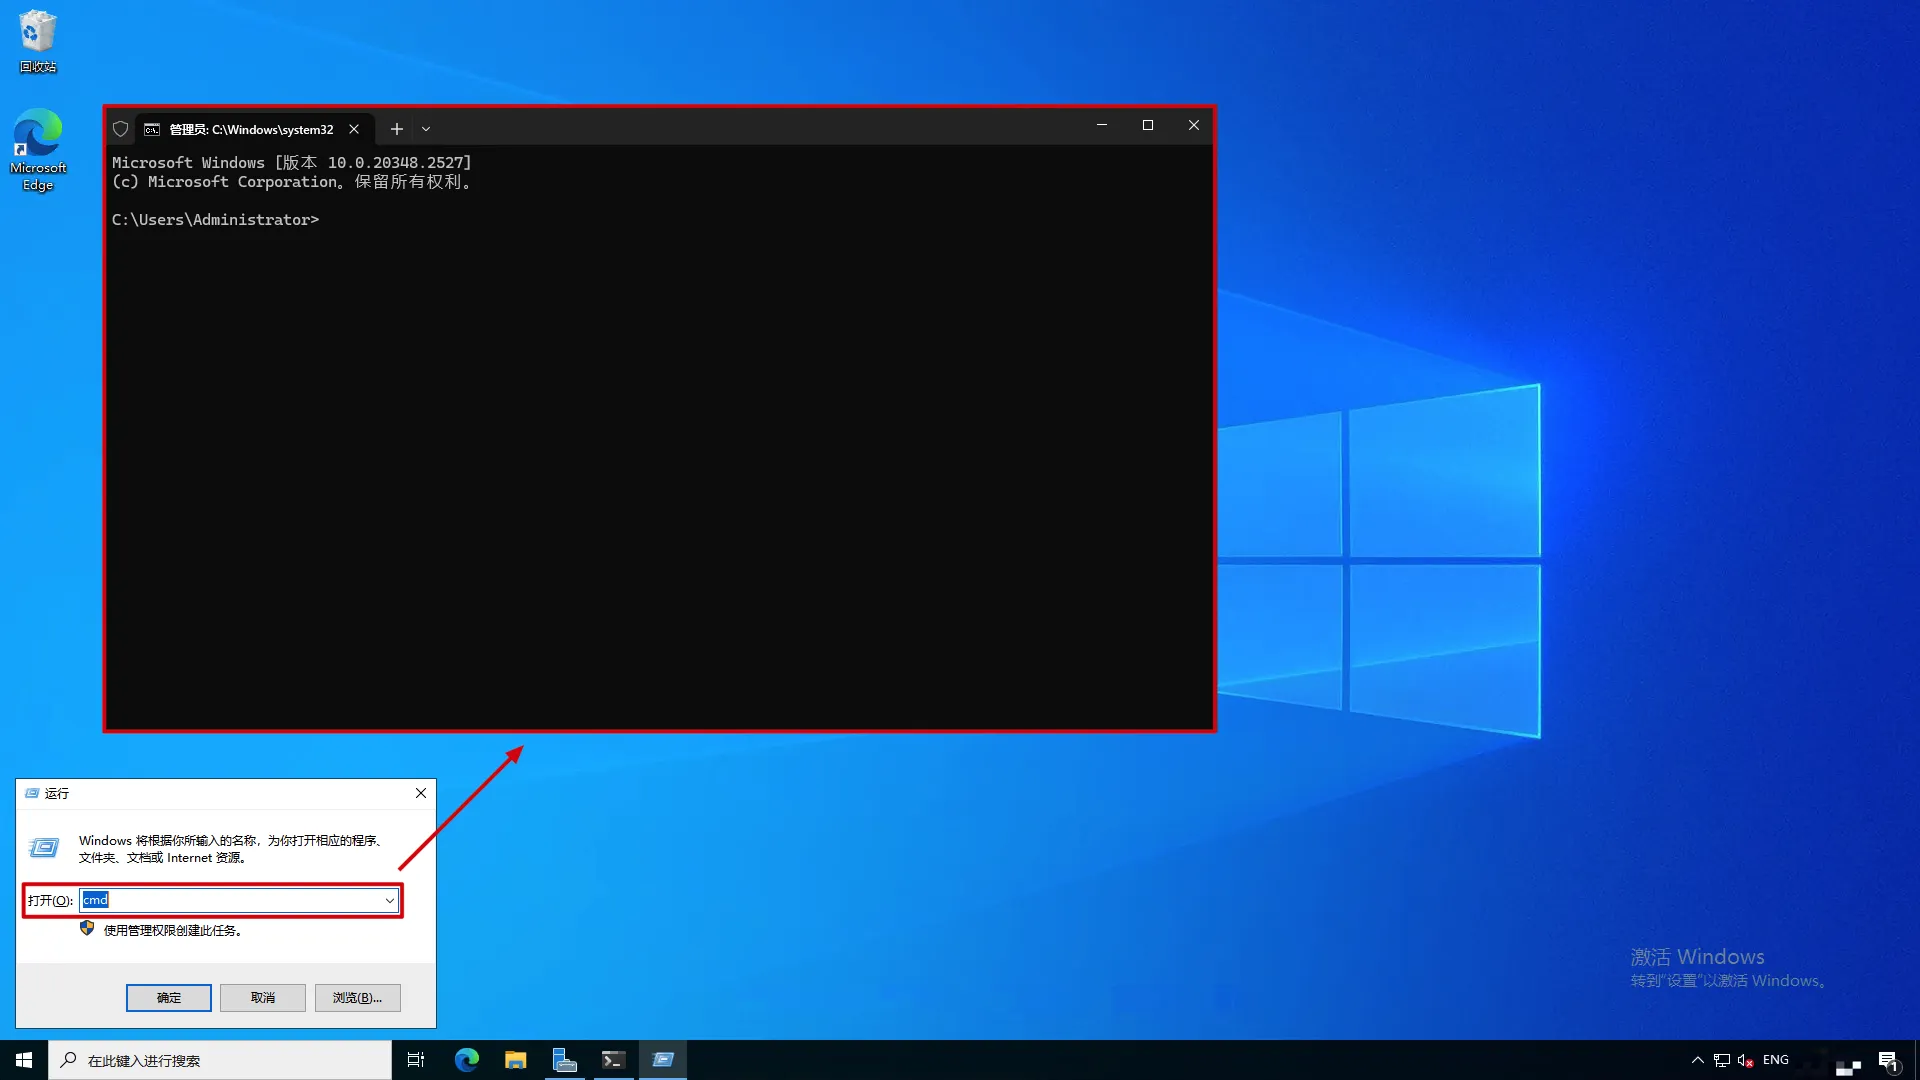 回收站
Microsoft
Edge
管理员: C:\Windows\system32
Microsoft Windows [版本 10.0.20348.2527]
(c) Microsoft Corporation。保留所有权利。
C:\Users\Administrator>
运行
Windows 将根据你所输入的名称，为你打开相应的程序、
文件夹、文档或 Internet 资源。
打开(O): cmd
使用管理权限创建此任务。
确定 取消 浏览(B)...
激活 Windows
转到"设置"以激活 Windows。
在此键入进行搜索
ENG
1